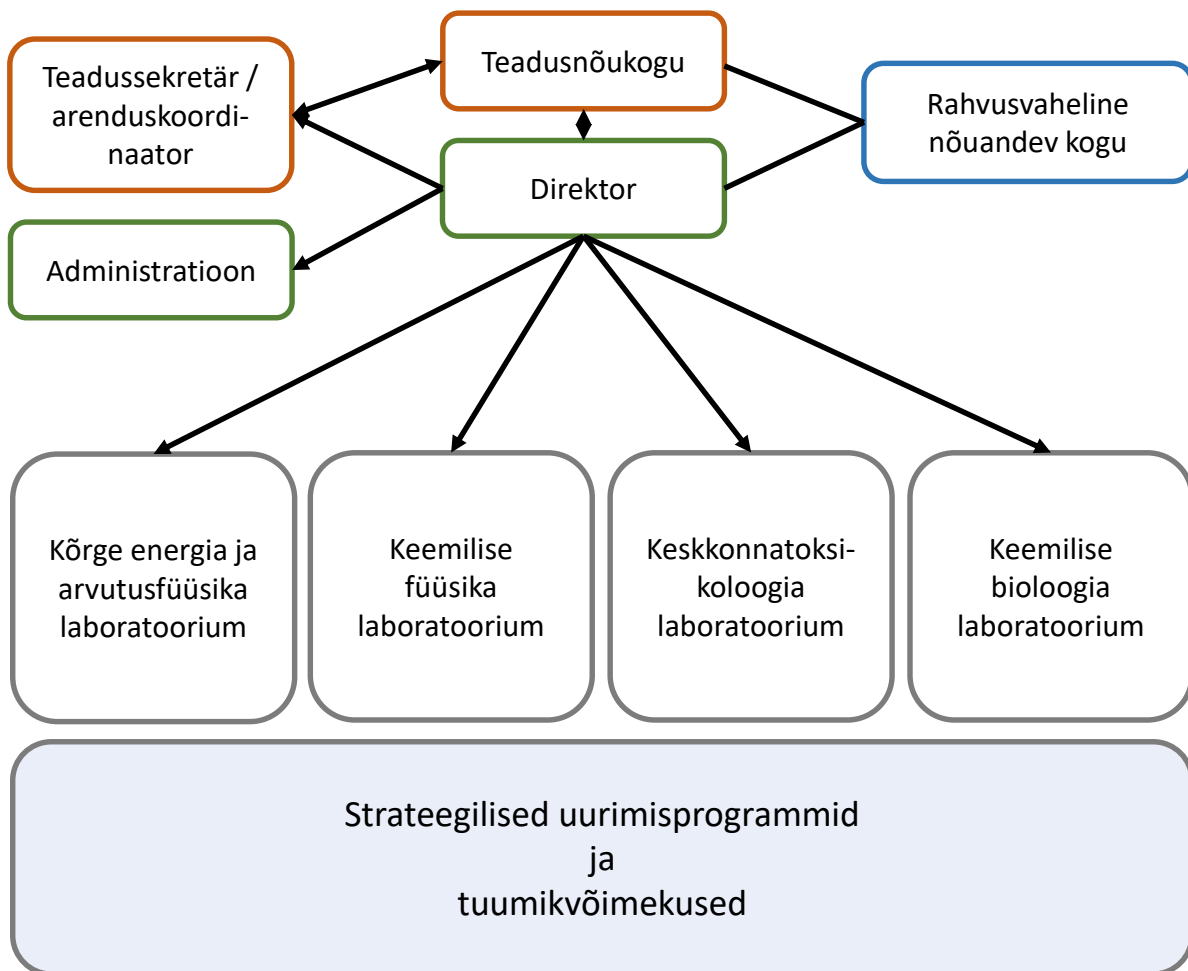 Teadussekretär /
arenduskoordi-
naator
Teadusnõukogu
Rahvusvaheline
nõuandev kogu
Direktor
Administratioon
Kõrge energia ja
arvutusfüüsika
laboratoorium
Keemilise
füüsika
laboratoorium
Keskkonnatoksi-
koloogia
laboratoorium
Keemilise
bioloogia
laboratoorium
Strateegilised uurimisprogrammid
ja
tuumikvõimekused